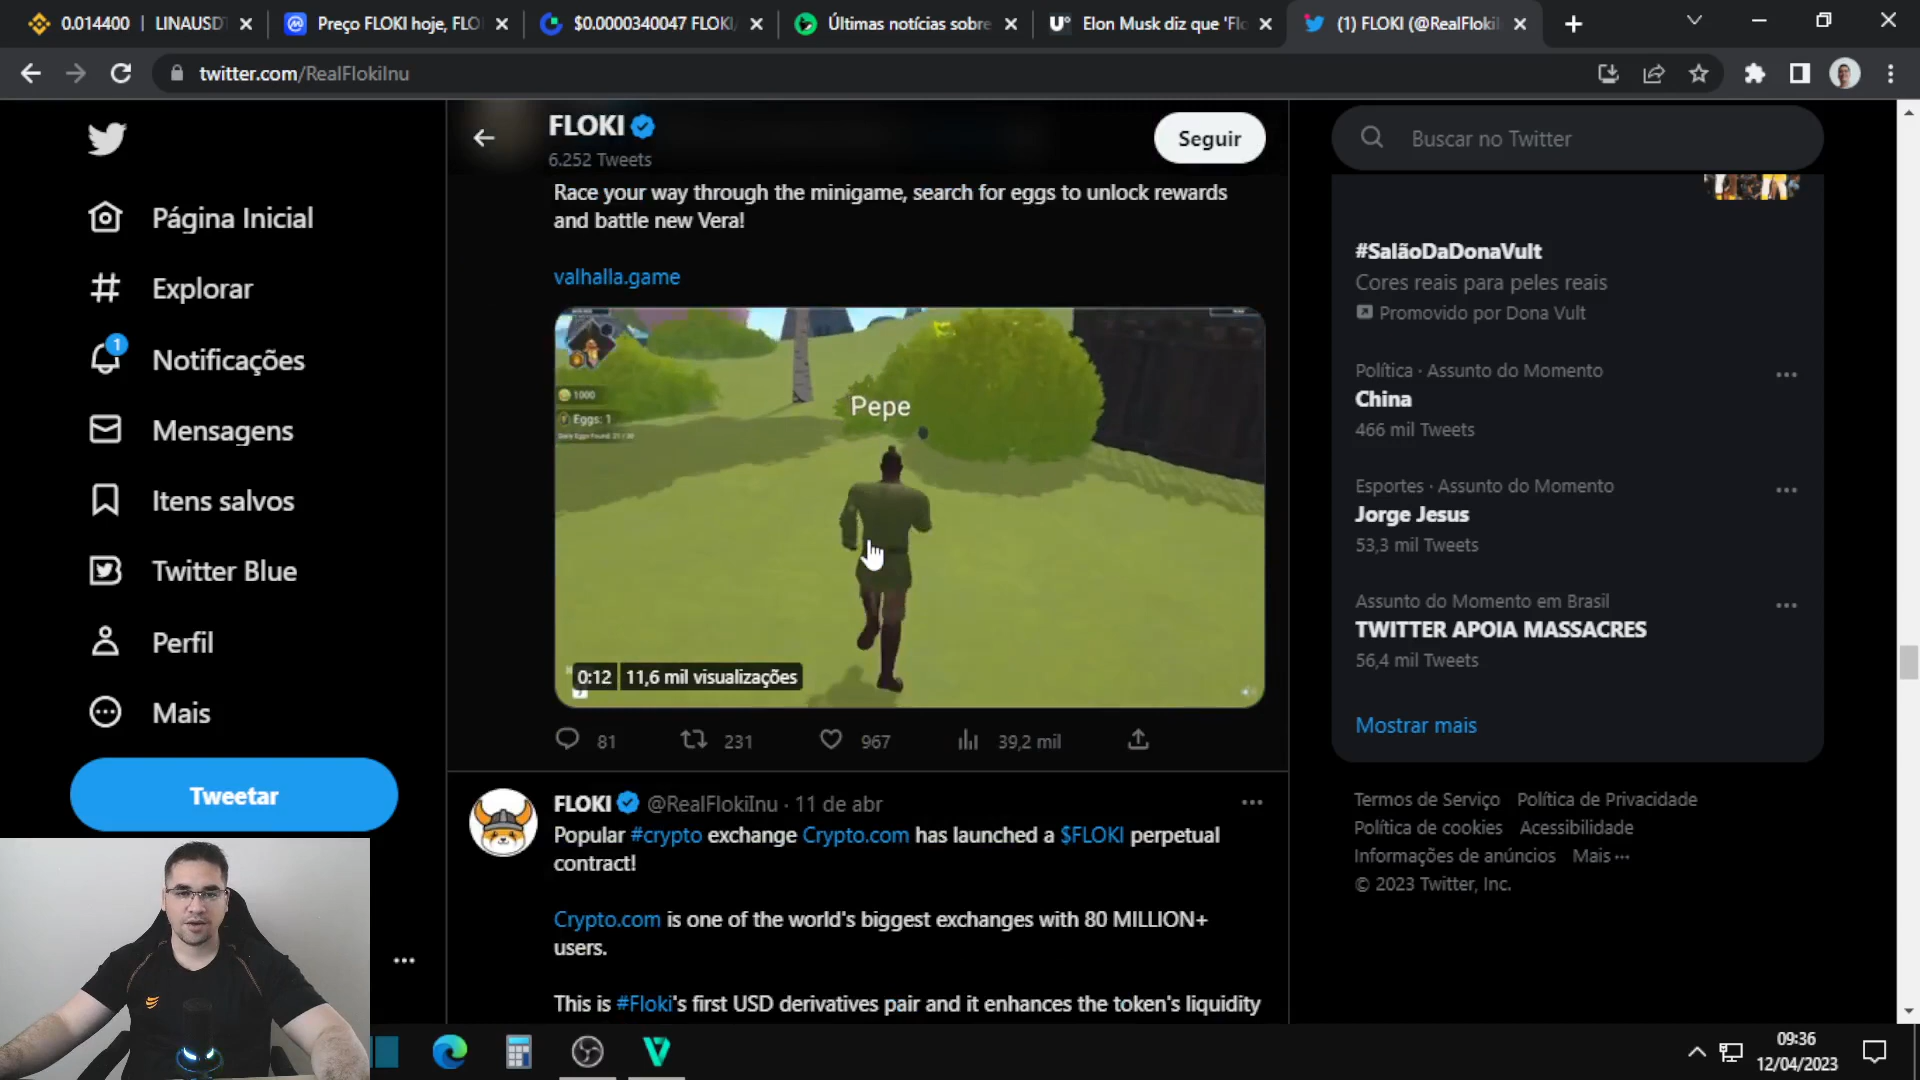 0.014400 | LINAUSDT
Preço FLOKI hoje, FLO
$0.0000340047 FLOKI/
Últimas notícias sobre
Elon Musk diz que 'Flo
(1) FLOKI (@RealFlokiIn
twitter.com/RealFlokiInu
FLOKI
6.252 Tweets
Seguir
Buscar no Twitter
Página Inicial
Explorar
1
Notificações
Mensagens
Itens salvos
Twitter Blue
Perfil
Mais
Tweetar
Race your way through the minigame, search for eggs to unlock rewards
and battle new Vera!
valhalla.game
1000
Eggs: 1
Pepe
0:12 11,6 mil visualizações
81 231 967 39,2 mil
FLOKI @RealFlokiInu · 11 de abr
Popular #crypto exchange Crypto.com has launched a $FLOKI perpetual
contract!
Crypto.com is one of the world's biggest exchanges with 80 MILLION+
users.
This is #Floki's first USD derivatives pair and it enhances the token's liquidity
#SalãoDaDonaVult
Cores reais para peles reais
Promovido por Dona Vult
Política · Assunto do Momento
China
466 mil Tweets
Esportes · Assunto do Momento
Jorge Jesus
53,3 mil Tweets
Assunto do Momento em Brasil
TWITTER APOIA MASSACRES
56,4 mil Tweets
Mostrar mais
Termos de Serviço Política de Privacidade
Política de cookies Acessibilidade
Informações de anúncios Mais ···
© 2023 Twitter, Inc.
09:36
12/04/2023